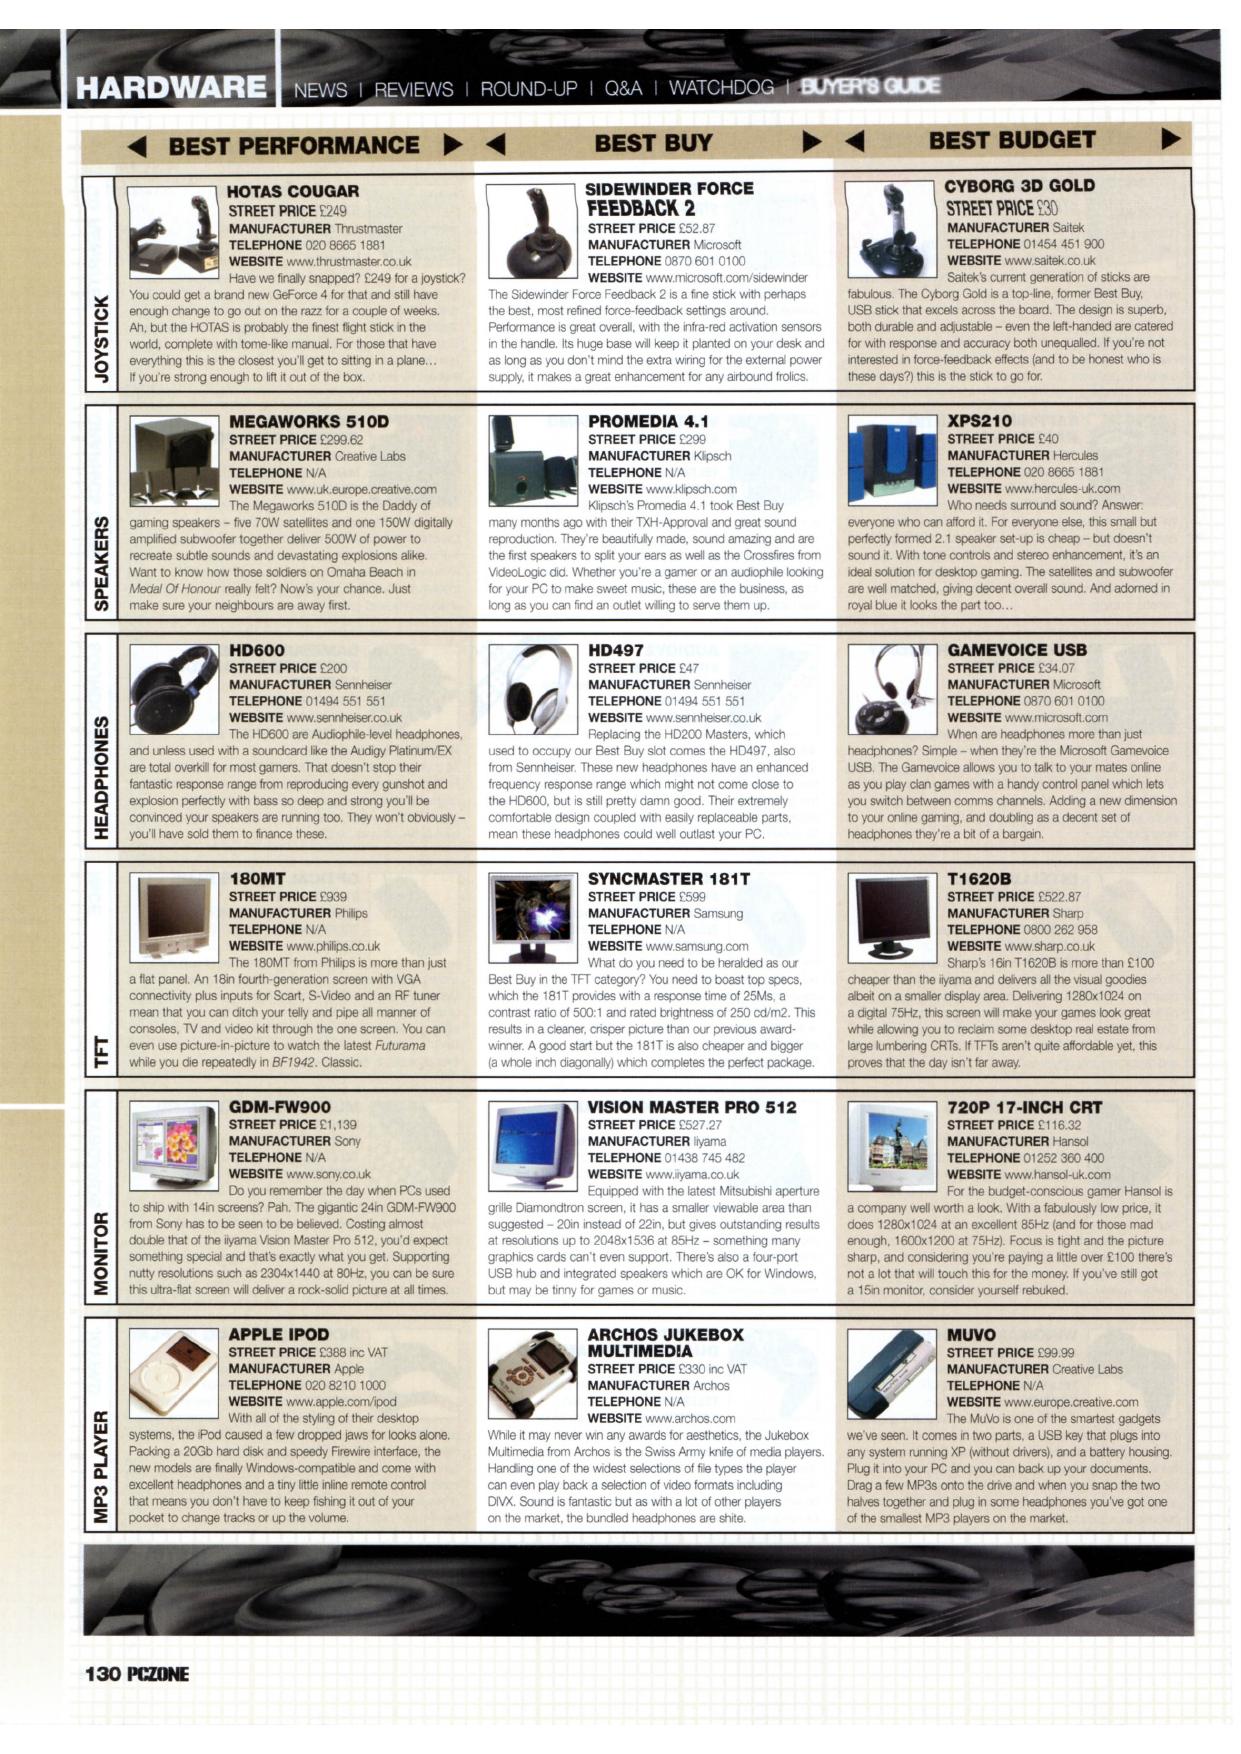 HARDWARE NEWS | REVIEWS | ROUND-UP | Q&A | WATCHDOG | BUYER'S GUIDE
BEST PERFORMANCE
BEST BUY
BEST BUDGET
JOYSTICK
HOTAS COUGAR
STREET PRICE £249
MANUFACTURER Thrustmaster
TELEPHONE 020 8665 1881
WEBSITE www.thrustmaster.co.uk
Have we finally snapped? £249 for a joystick?
You could get a brand new GeForce 4 for that and still have
enough change to go out on the razz for a couple of weeks.
Ah, but the HOTAS is probably the finest flight stick in the
world, complete with tome-like manual. For those that have
everything this is the closest you'll get to sitting in a plane...
If you're strong enough to lift it out of the box.
SIDEWINDER FORCE
FEEDBACK 2
STREET PRICE £52.87
MANUFACTURER Microsoft
TELEPHONE 0870 601 0100
WEBSITE www.microsoft.com/sidewinder
The Sidewinder Force Feedback 2 is a fine stick with perhaps
the best, most refined force-feedback settings around.
Performance is great overall, with the infra-red activation sensors
in the handle. Its huge base will keep it planted on your desk and
as long as you don't mind the extra wiring for the external power
supply, it makes a great enhancement for any airbound frolics.
CYBORG 3D GOLD
STREET PRICE £30
MANUFACTURER Saitek
TELEPHONE 01454 451 900
WEBSITE www.saitek.co.uk
Saitek's current generation of sticks are
fabulous. The Cyborg Gold is a top-line, former Best Buy,
USB stick that excels across the board. The design is superb,
both durable and adjustable – even the left-handed are catered
for with response and accuracy both unequalled. If you're not
interested in force-feedback effects (and to be honest who is
these days?) this is the stick to go for.
SPEAKERS
MEGAWORKS 510D
STREET PRICE £299.62
MANUFACTURER Creative Labs
TELEPHONE N/A
WEBSITE www.uk.europe.creative.com
The Megaworks 510D is the Daddy of
gaming speakers – five 70W satellites and one 150W digitally
amplified subwoofer together deliver 500W of power to
recreate subtle sounds and devastating explosions alike.
Want to know how those soldiers on Omaha Beach in
Medal Of Honour really felt? Now's your chance. Just
make sure your neighbours are away first.
PROMEDIA 4.1
STREET PRICE £299
MANUFACTURER Klipsch
TELEPHONE N/A
WEBSITE www.klipsch.com
Klipsch's Promedia 4.1 took Best Buy
many months ago with their TXH-Approval and great sound
reproduction. They're beautifully made, sound amazing and are
the first speakers to split your ears as well as the Crossfires from
VideoLogic did. Whether you're a gamer or an audiophile looking
for your PC to make sweet music, these are the business, as
long as you can find an outlet willing to serve them up.
XPS210
STREET PRICE £40
MANUFACTURER Hercules
TELEPHONE 020 8665 1881
WEBSITE www.hercules-uk.com
Who needs surround sound? Answer:
everyone who can afford it. For everyone else, this small but
perfectly formed 2.1 speaker set-up is cheap – but doesn't
sound it. With tone controls and stereo enhancement, it's an
ideal solution for desktop gaming. The satellites and subwoofer
are well matched, giving decent overall sound. And adorned in
royal blue it looks the part too...
HEADPHONES
HD600
STREET PRICE £200
MANUFACTURER Sennheiser
TELEPHONE 01494 551 551
WEBSITE www.sennheiser.co.uk
The HD600 are Audiophile-level headphones,
and unless used with a soundcard like the Audigy Platinum/EX
are total overkill for most gamers. That doesn't stop their
fantastic response range from reproducing every gunshot and
explosion perfectly with bass so deep and strong you'll be
convinced your speakers are running too. They won't obviously –
you'll have sold them to finance these.
HD497
STREET PRICE £47
MANUFACTURER Sennheiser
TELEPHONE 01494 551 551
WEBSITE www.sennheiser.co.uk
Replacing the HD200 Masters, which
used to occupy our Best Buy slot comes the HD497, also
from Sennheiser. These new headphones have an enhanced
frequency response range which might not come close to
the HD600, but is still pretty damn good. Their extremely
comfortable design coupled with easily replaceable parts,
mean these headphones could well outlast your PC.
GAMEVOICE USB
STREET PRICE £34.07
MANUFACTURER Microsoft
TELEPHONE 0870 601 0100
WEBSITE www.microsoft.com
When are headphones more than just
headphones? Simple – when they're the Microsoft Gamevoice
USB. The Gamevoice allows you to talk to your mates online
as you play clan games with a handy control panel which lets
you switch between comms channels. Adding a new dimension
to your online gaming, and doubling as a decent set of
headphones they're a bit of a bargain.
TFT
180MT
STREET PRICE £939
MANUFACTURER Philips
TELEPHONE N/A
WEBSITE www.philips.co.uk
The 180MT from Philips is more than just
a flat panel. An 18in fourth-generation screen with VGA
connectivity plus inputs for Scart, S-Video and an RF tuner
mean that you can ditch your telly and pipe all manner of
consoles, TV and video kit through the one screen. You can
even use picture-in-picture to watch the latest Futurama
while you die repeatedly in BF1942. Classic.
SYNCMASTER 181T
STREET PRICE £599
MANUFACTURER Samsung
TELEPHONE N/A
WEBSITE www.samsung.com
What do you need to be heralded as our
Best Buy in the TFT category? You need to boast top specs,
which the 181T provides with a response time of 25Ms, a
contrast ratio of 500:1 and rated brightness of 250 cd/m2. This
results in a cleaner, crisper picture than our previous award-
winner. A good start but the 181T is also cheaper and bigger
(a whole inch diagonally) which completes the perfect package.
T1620B
STREET PRICE £522.87
MANUFACTURER Sharp
TELEPHONE 0800 262 958
WEBSITE www.sharp.co.uk
Sharp's 16in T1620B is more than £100
cheaper than the iiyama and delivers all the visual goodies
albeit on a smaller display area. Delivering 1280x1024 on
a digital 75Hz, this screen will make your games look great
while allowing you to reclaim some desktop real estate from
large lumbering CRTs. If TFTs aren't quite affordable yet, this
proves that the day isn't far away.
MONITOR
GDM-FW900
STREET PRICE £1,139
MANUFACTURER Sony
TELEPHONE N/A
WEBSITE www.sony.co.uk
Do you remember the day when PCs used
to ship with 14in screens? Pah. The gigantic 24in GDM-FW900
from Sony has to be seen to be believed. Costing almost
double that of the iiyama Vision Master Pro 512, you'd expect
something special and that's exactly what you get. Supporting
nutty resolutions such as 2304x1440 at 80Hz, you can be sure
this ultra-flat screen will deliver a rock-solid picture at all times.
VISION MASTER PRO 512
STREET PRICE £527.27
MANUFACTURER Iiyama
TELEPHONE 01438 745 482
WEBSITE www.iiyama.co.uk
Equipped with the latest Mitsubishi aperture
grille Diamondtron screen, it has a smaller viewable area than
suggested – 20in instead of 22in, but gives outstanding results
at resolutions up to 2048x1536 at 85Hz – something many
graphics cards can't even support. There's also a four-port
USB hub and integrated speakers which are OK for Windows,
but may be tinny for games or music.
720P 17-INCH CRT
STREET PRICE £116.32
MANUFACTURER Hansol
TELEPHONE 01252 360 400
WEBSITE www.hansol-uk.com
For the budget-conscious gamer Hansol is
a company well worth a look. With a fabulously low price, it
does 1280x1024 at an excellent 85Hz (and for those mad
enough, 1600x1200 at 75Hz). Focus is tight and the picture
sharp, and considering you're paying a little over £100 there's
not a lot that will touch this for the money. If you've still got
a 15in monitor, consider yourself rebuked.
MP3 PLAYER
APPLE IPOD
STREET PRICE £388 inc VAT
MANUFACTURER Apple
TELEPHONE 020 8210 1000
WEBSITE www.apple.com/ipod
With all of the styling of their desktop
systems, the iPod caused a few dropped jaws for looks alone.
Packing a 20Gb hard disk and speedy Firewire interface, the
new models are finally Windows-compatible and come with
excellent headphones and a tiny little inline remote control
that means you don't have to keep fishing it out of your
pocket to change tracks or up the volume.
ARCHOS JUKEBOX
MULTIMEDIA
STREET PRICE £330 inc VAT
MANUFACTURER Archos
TELEPHONE N/A
WEBSITE www.archos.com
While it may never win any awards for aesthetics, the Jukebox
Multimedia from Archos is the Swiss Army knife of media players.
Handling one of the widest selections of file types the player
can even play back a selection of video formats including
DIVX. Sound is fantastic but as with a lot of other players
on the market, the bundled headphones are shite.
MUVO
STREET PRICE £99.99
MANUFACTURER Creative Labs
TELEPHONE N/A
WEBSITE www.europe.creative.com
The MuVo is one of the smartest gadgets
we've seen. It comes in two parts, a USB key that plugs into
any system running XP (without drivers), and a battery housing.
Plug it into your PC and you can back up your documents.
Drag a few MP3s onto the drive and when you snap the two
halves together and plug in some headphones you've got one
of the smallest MP3 players on the market.
130 PCZONE